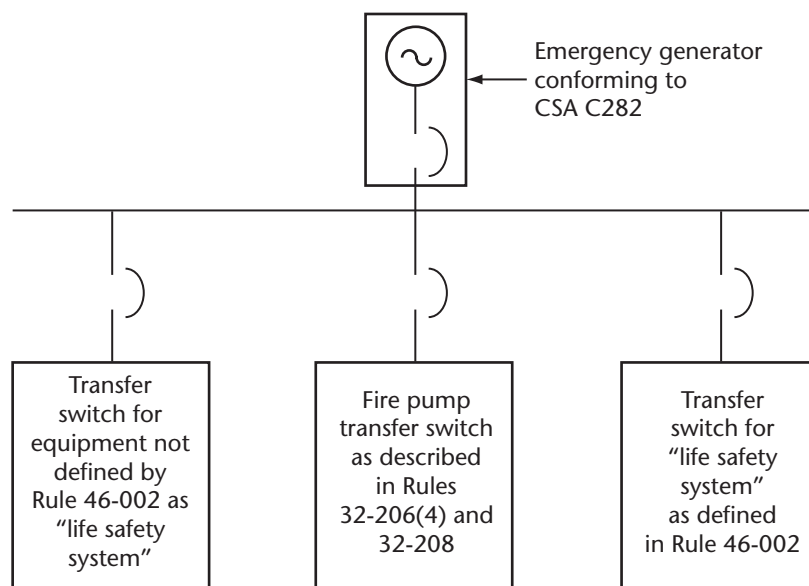 Emergency generator
conforming to
CSA C282
Transfer
switch for
equipment not
defined by
Rule 46-002 as
“life safety
system”
Fire pump
transfer switch
as described
in Rules
32-206(4) and
32-208
Transfer
switch for
“life safety
system”
as defined
in Rule 46-002